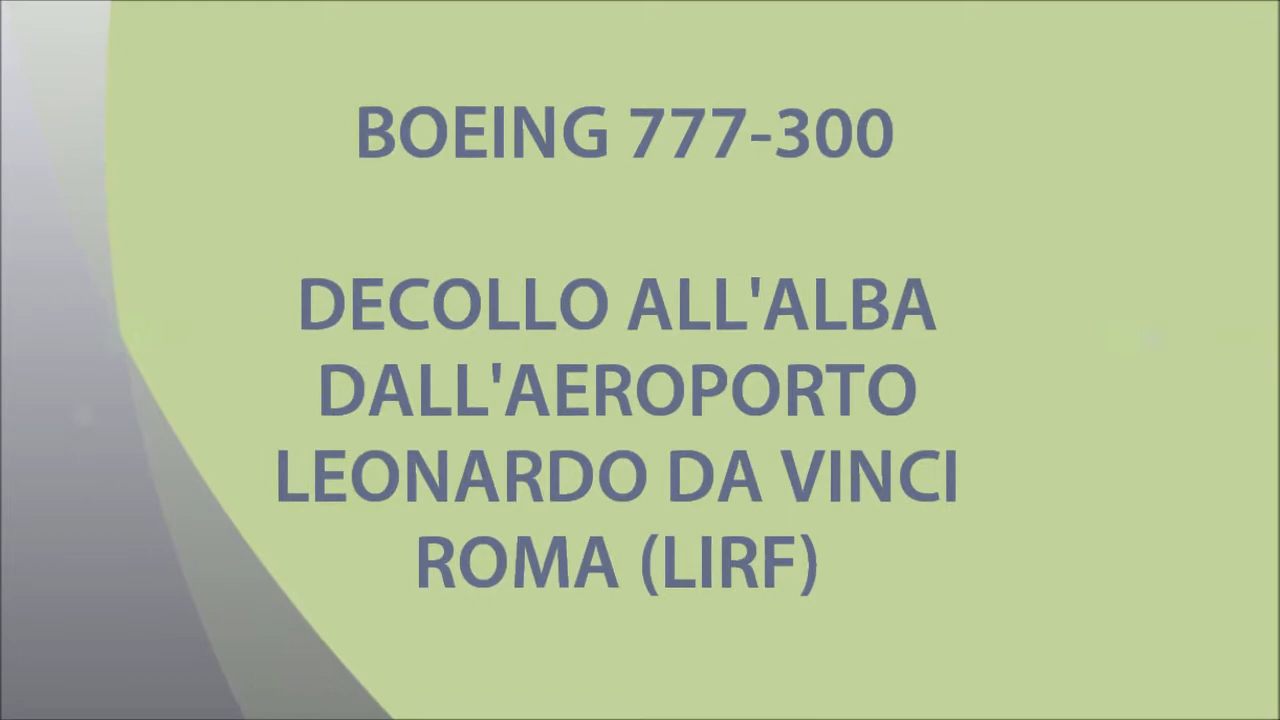 BOEING 777-300
DECOLLO ALL'ALBA
DALL'AEROPORTO
LEONARDO DA VINCI
ROMA (LIRF)